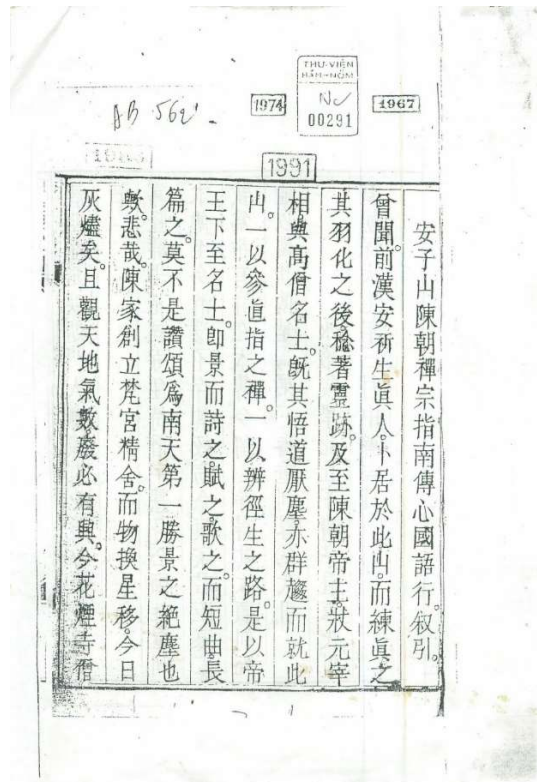 THƯ-VIỆN
HÁN-NÔM
AB 562
1974
No
00291
1967
1991
安子山陳朝禪宗指南傳心國語行。叙引。
曾聞。前漢安祈生眞人。卜居於此山。而練眞之
其羽化之後。稔著靈跡。及至陳朝帝主狀元宰
相與高僧名士。既其悟道厭塵。亦群趨而就此
山。一以參直指之禪。一以辨徑生之路。是以帝
王下至名士。卽景而詩之。賦之。歌之。而短曲。長
篇之。莫不是讚頌爲南天第一勝景之絕塵也
歟。悲哉。陳家創立梵宮精舍。而物換星移。今日
灰燼矣。且觀天地氣數。廢必有興。今花煙寺僧